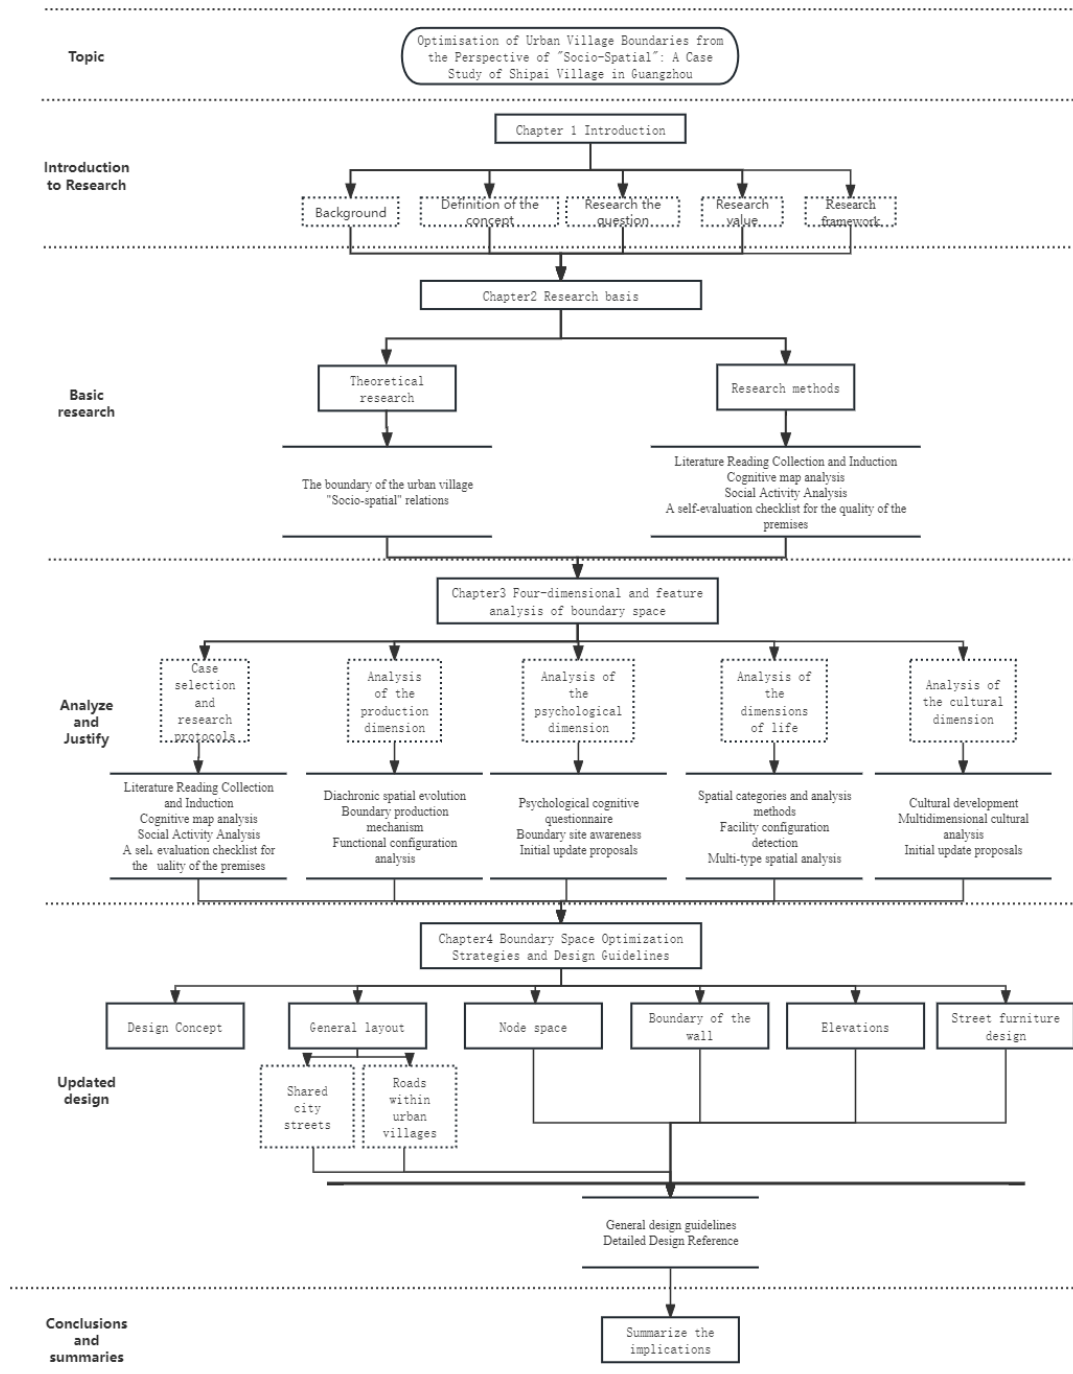 Topic
Optimisation of Urban Village Boundaries from
the Perspective of "Socio-Spatial": A Case
Study of Shipai Village in Guangzhou
Introduction
to Research
Chapter 1 Introduction
Background
Definition of the
concept
Research the
question
Research
value
Research
framework
Basic
research
Chapter2 Research basis
Theoretical
research
Research methods
The boundary of the urban village
"Socio-spatial" relations
Literature Reading Collection and Induction
Cognitive map analysis
Social Activity Analysis
A self-evaluation checklist for the quality of the
premises
Analyze
and
Justify
Chapter3 Four-dimensional and feature
analysis of boundary space
Case
selection
and
research
protocols
Analysis
of the
production
dimension
Analysis of
the
psychological
dimension
Analysis of
the
dimensions
of life
Analysis of
the cultural
dimension
Literature Reading Collection
and Induction
Cognitive map analysis
Social Activity Analysis
A evaluation checklist for
the of the premises
Diachronic spatial evolution
Boundary production
mechanism
Functional configuration
analysis
Psychological cognitive
questionnaire
Boundary site awareness
Initial update proposals
Spatial categories and analysis
methods
Facility configuration
detection
Multi-type spatial analysis
Cultural development
Multidimensional cultural
analysis
Initial update proposals
Updated
design
Chapter4 Boundary Space Optimization
Strategies and Design Guidelines
Design Concept
General layout
Node space
Boundary of the
wall
Elevations
Street furniture
design
Shared
city
streets
Roads
within
urban
villages
General design guidelines
Detailed Design Reference
Conclusions
and
summaries
Summarize the
implications